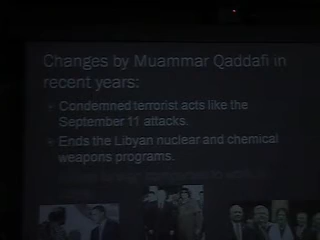 Changes by Muammar Qaddafi in
recent years:
Condemned terrorist acts like the
September 11 attacks.
Ends the Libyan nuclear and chemical
weapons programs.